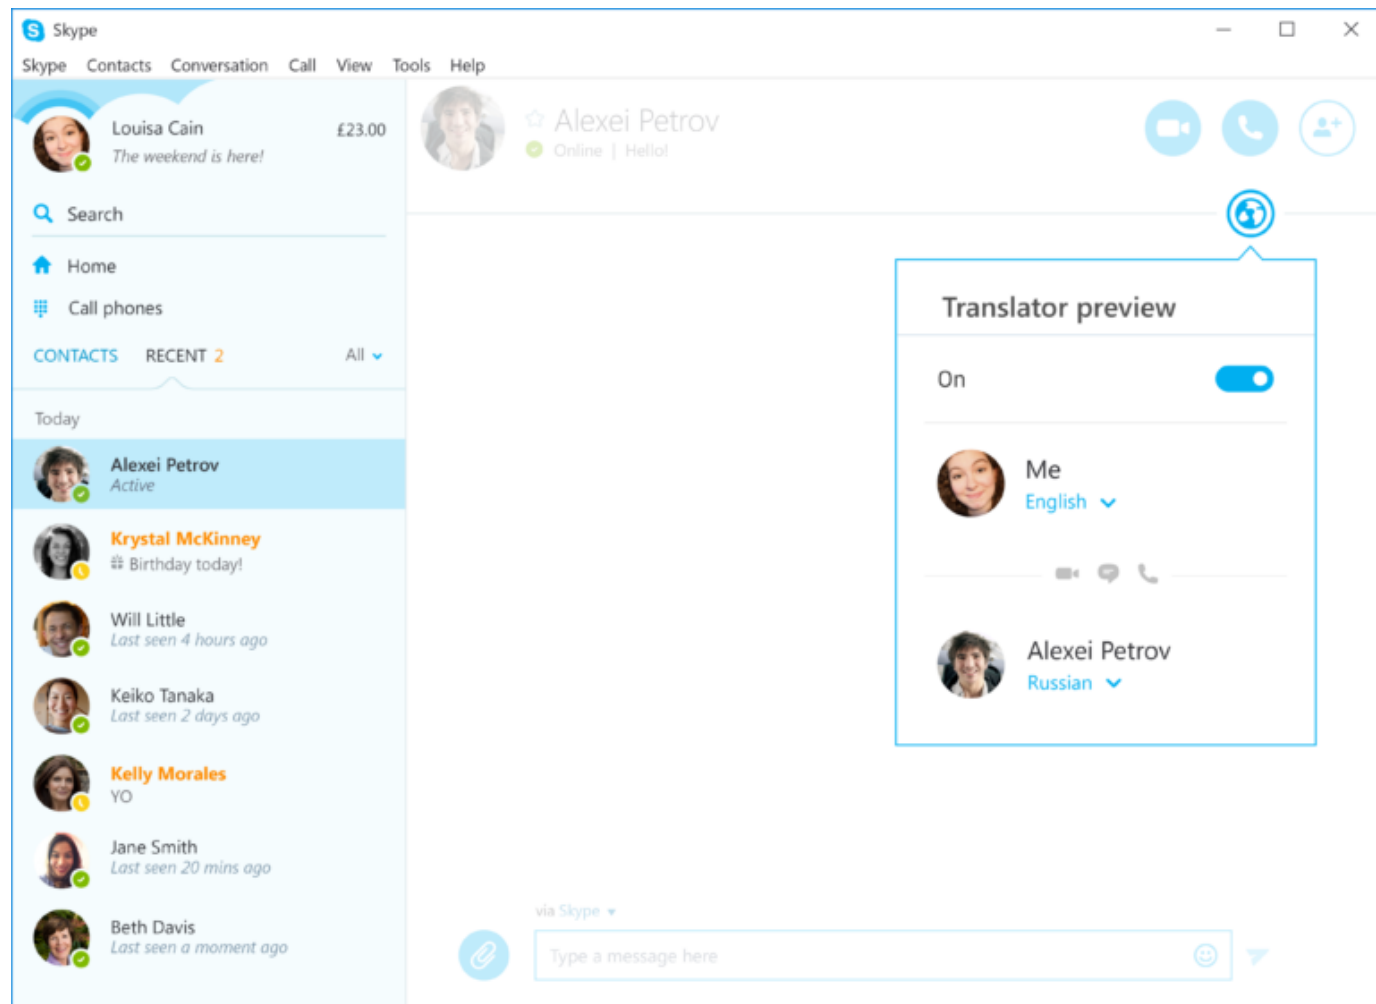 Skype
Skype Contacts Conversation Call View Tools Help
Louisa Cain £23.00
The weekend is here!
Search
Home
Call phones
CONTACTS RECENT 2 All
Today
Alexei Petrov
Active
Krystal McKinney
Birthday today!
Will Little
Last seen 4 hours ago
Keiko Tanaka
Last seen 2 days ago
Kelly Morales
YO
Jane Smith
Last seen 20 mins ago
Beth Davis
Last seen a moment ago
Alexei Petrov
Online | Hello!
Translator preview
On
Me
English
Alexei Petrov
Russian
via Skype
Type a message here